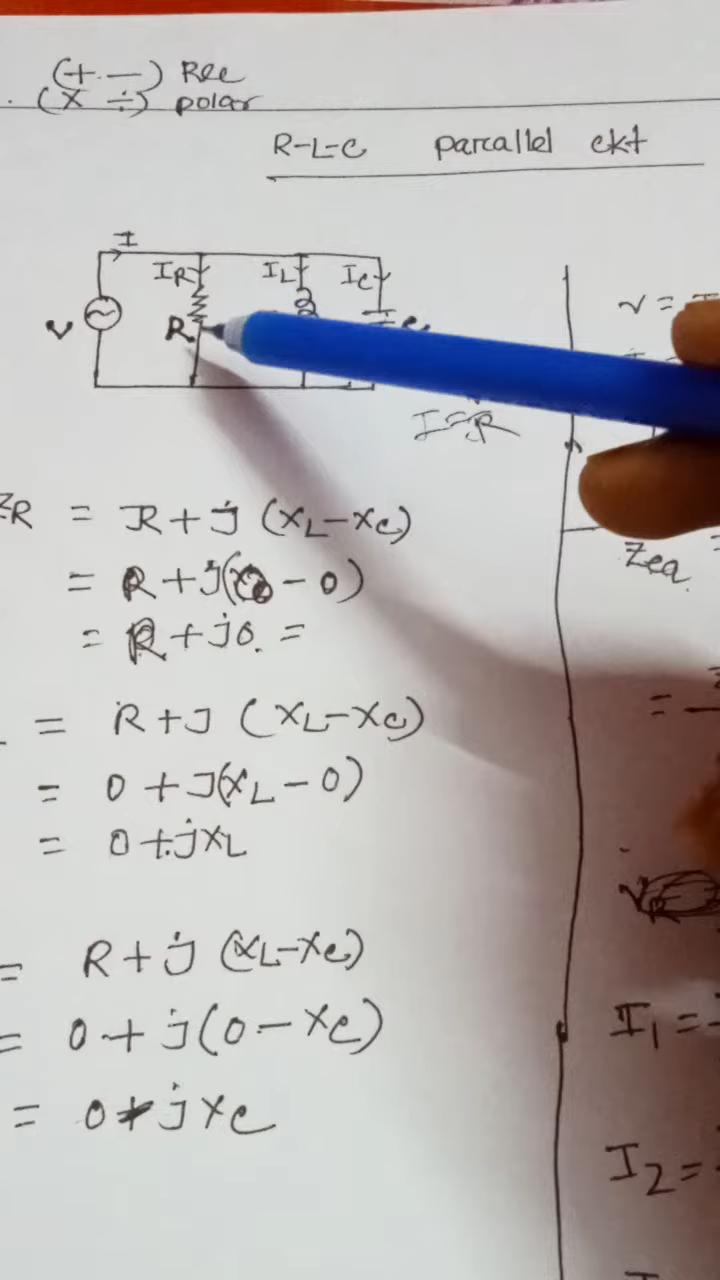 (+ -) Rec
(× ÷) polar
R-L-C parallel ckt
I
IR IL IC
V R C
I = R
V =
ZR = R + j (XL - XC)
= R + j( - 0)
= R + j0. =
Zea.
= R + J (XL - XC)
= 0 + J(XL - 0)
= 0 + jXL
= R + j (XL - XC)
= 0 + j(0 - XC)
= 0 - jXC
I1 =
I2 =